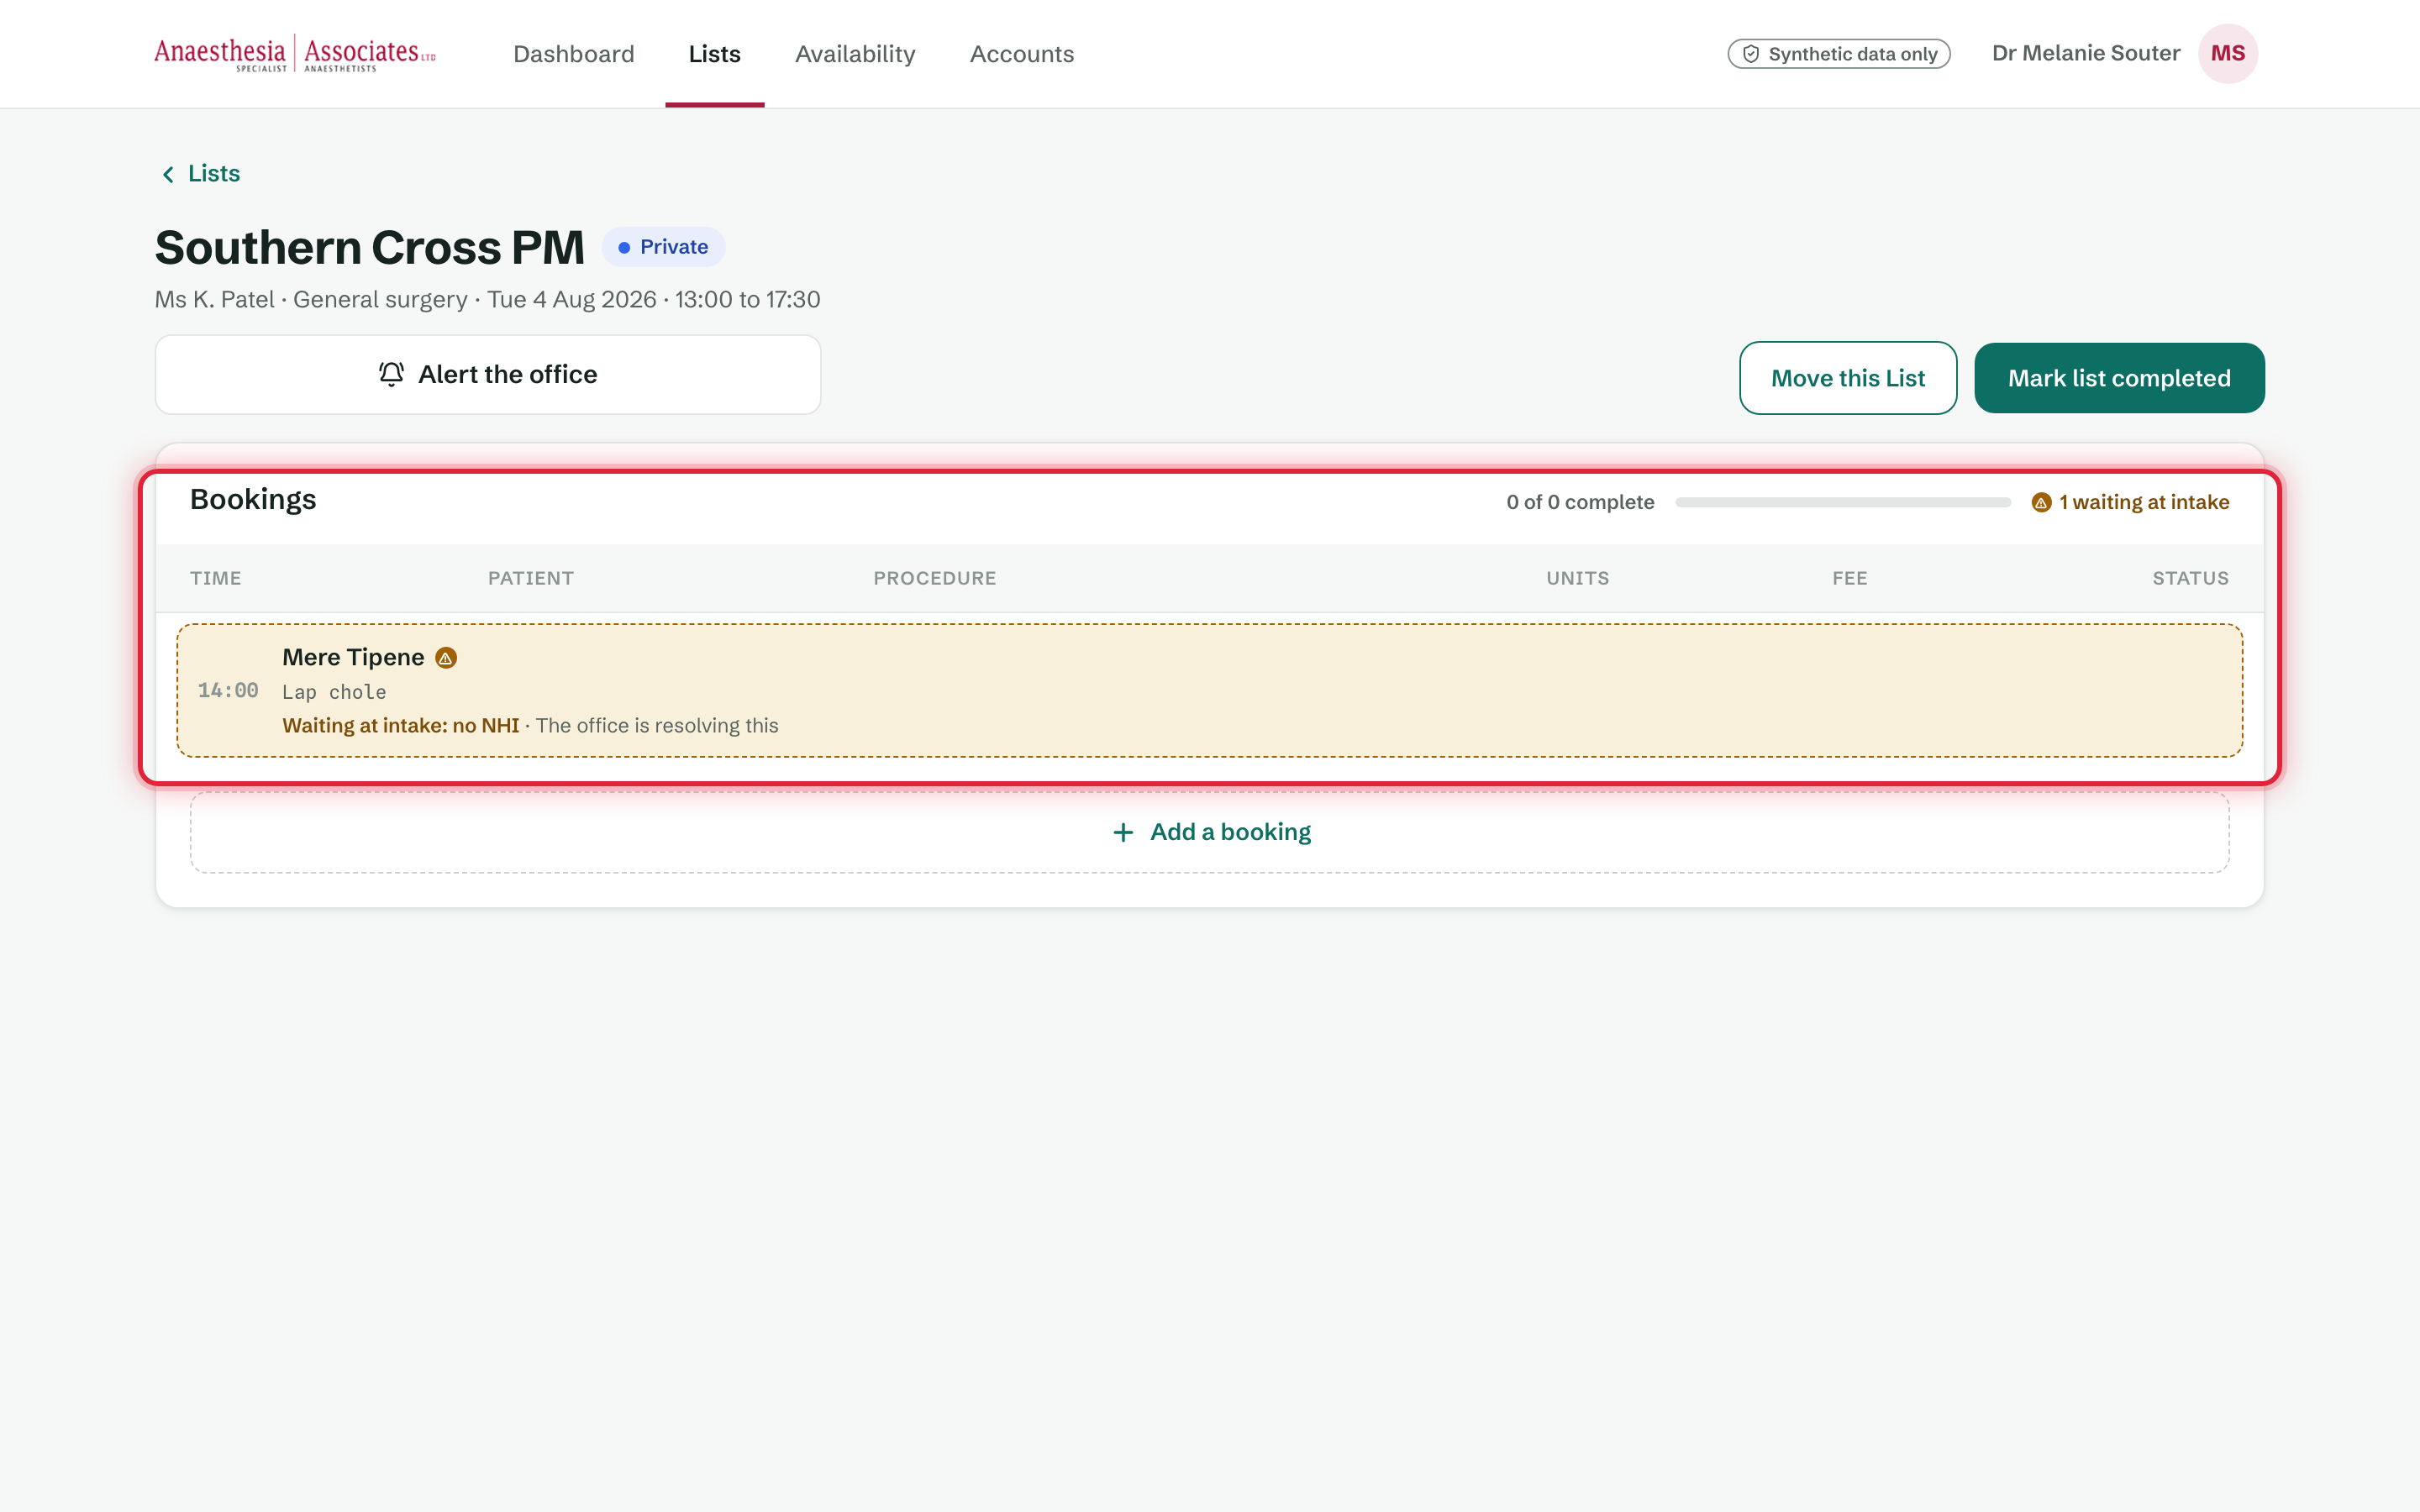 Anaesthesia Associates LTD
SPECIALIST ANAESTHETISTS
Dashboard
Lists
Availability
Accounts
Synthetic data only
Dr Melanie Souter
MS
Lists
Southern Cross PM
Private
Ms K. Patel · General surgery · Tue 4 Aug 2026 · 13:00 to 17:30
Alert the office
Move this List
Mark list completed
Bookings
0 of 0 complete
1 waiting at intake
TIME PATIENT PROCEDURE UNITS FEE STATUS
Mere Tipene
14:00
Lap chole
Waiting at intake: no NHI · The office is resolving this
+ Add a booking